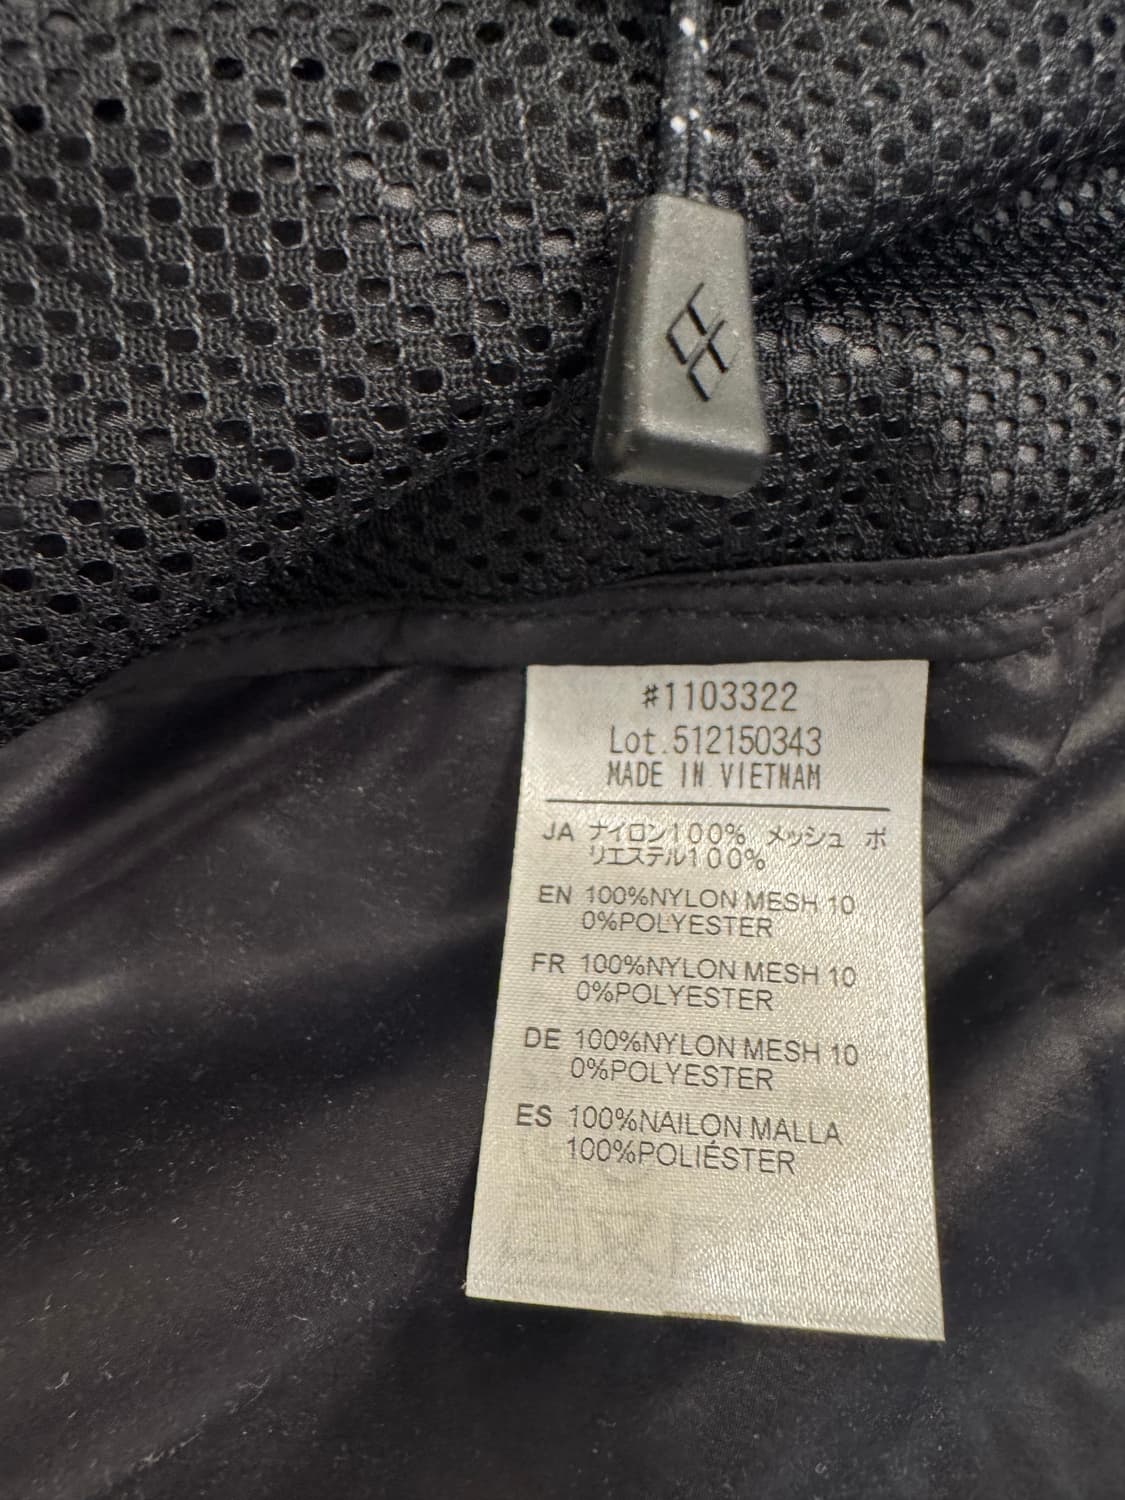 #1103322
Lot.512150343
MADE IN VIETNAM
JA ナイロン100% メッシュ ポ
リエステル100%
EN 100%NYLON MESH 10
0%POLYESTER
FR 100%NYLON MESH 10
0%POLYESTER
DE 100%NYLON MESH 10
0%POLYESTER
ES 100%NAILON MALLA
100%POLIÉSTER